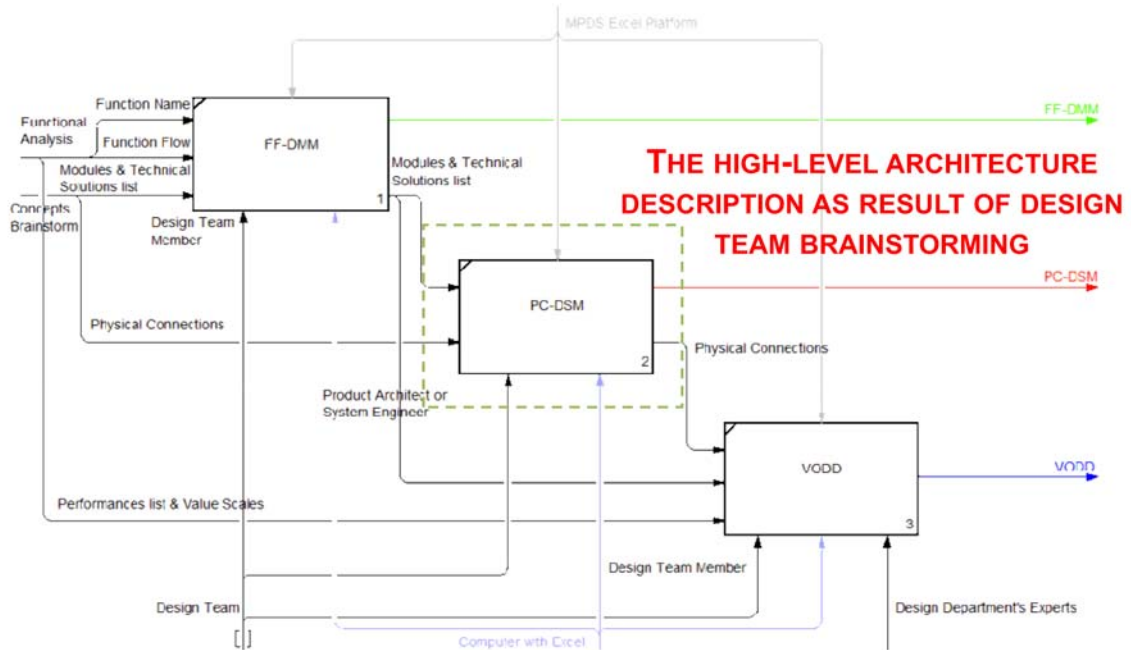 MPDS Excel Platform
Function Name
Functional
Analysis
Function Flow
FF-DMM
FF-DMM
Modules & Technical
Solutions list
Concepts
Brainstorm
1
Modules & Technical
Solutions list
Design Team
Member
THE HIGH-LEVEL ARCHITECTURE
DESCRIPTION AS RESULT OF DESIGN
TEAM BRAINSTORMING
PC-DSM
PC-DSM
Physical Connections
2
Physical Connections
Product Architect or
System Engineer
VODD
VODD
Performances list & Value Scales
3
Design Team Member
Design Team
Design Department's Experts
Computer with Excel